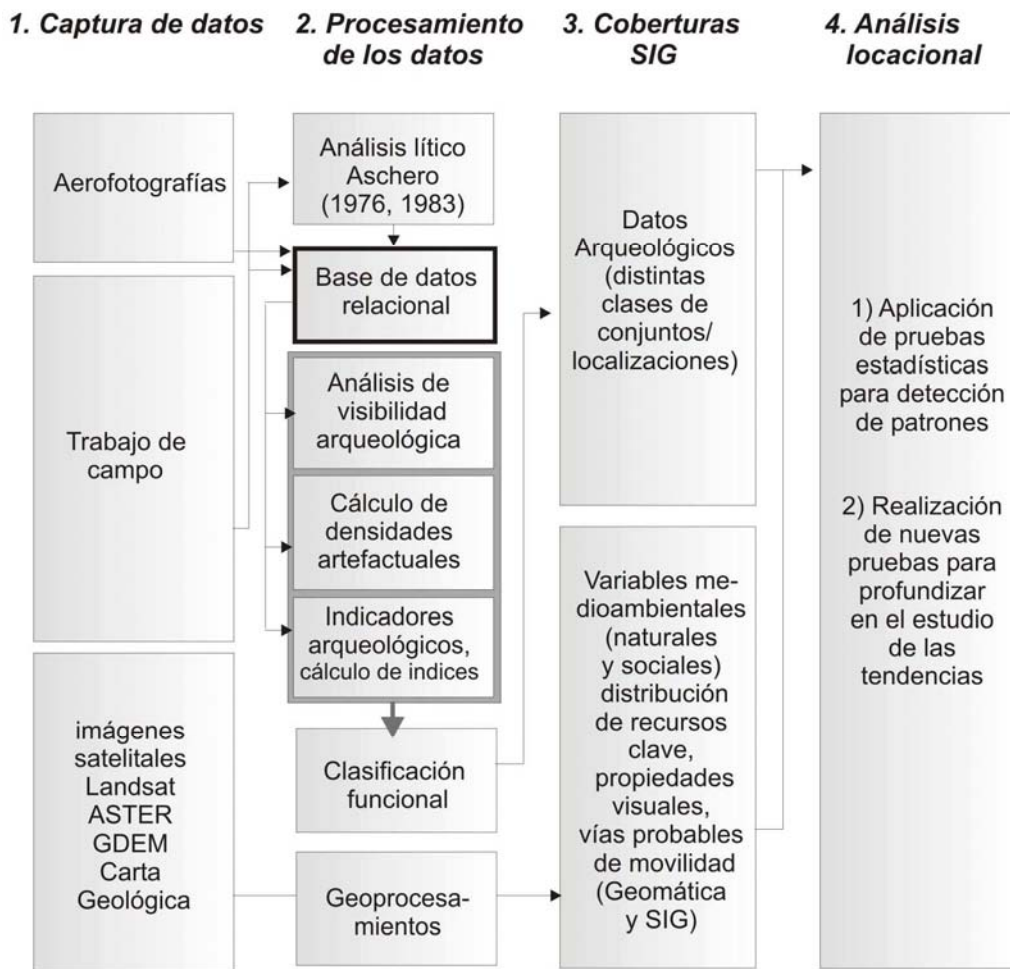 1. Captura de datos
2. Procesamiento
de los datos
3. Coberturas
SIG
4. Análisis
locacional
Aerofotografías
Trabajo de
campo
imágenes
satelitales
Landsat
ASTER
GDEM
Carta
Geológica
Análisis lítico
Aschero
(1976, 1983)
Base de datos
relacional
Análisis de
visibilidad
arqueológica
Cálculo de
densidades
artefactuales
Indicadores
arqueológicos,
cálculo de indices
Clasificación
funcional
Geoprocesa-
mientos
Datos
Arqueológicos
(distintas
clases de
conjuntos/
localizaciones)
Variables me-
dioambientales
(naturales
y sociales)
distribución
de recursos
clave,
propiedades
visuales,
vías probables
de movilidad
(Geomática
y SIG)
1) Aplicación
de pruebas
estadísticas
para detección
de patrones
2) Realización
de nuevas
pruebas para
profundizar
en el estudio
de las
tendencias